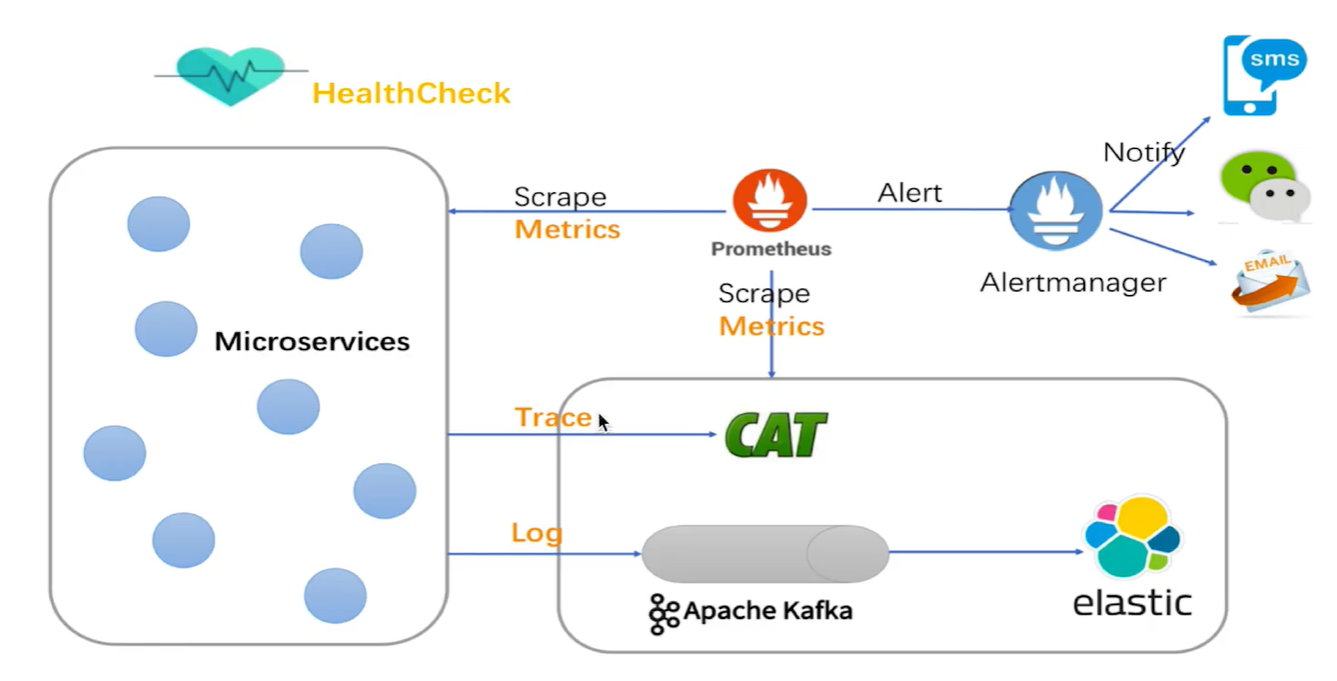 HealthCheck
sms
Notify
Scrape
Metrics
Alert
Prometheus
Alertmanager
EMAIL
Scrape
Metrics
Microservices
Trace
CAT
Log
Apache Kafka
elastic